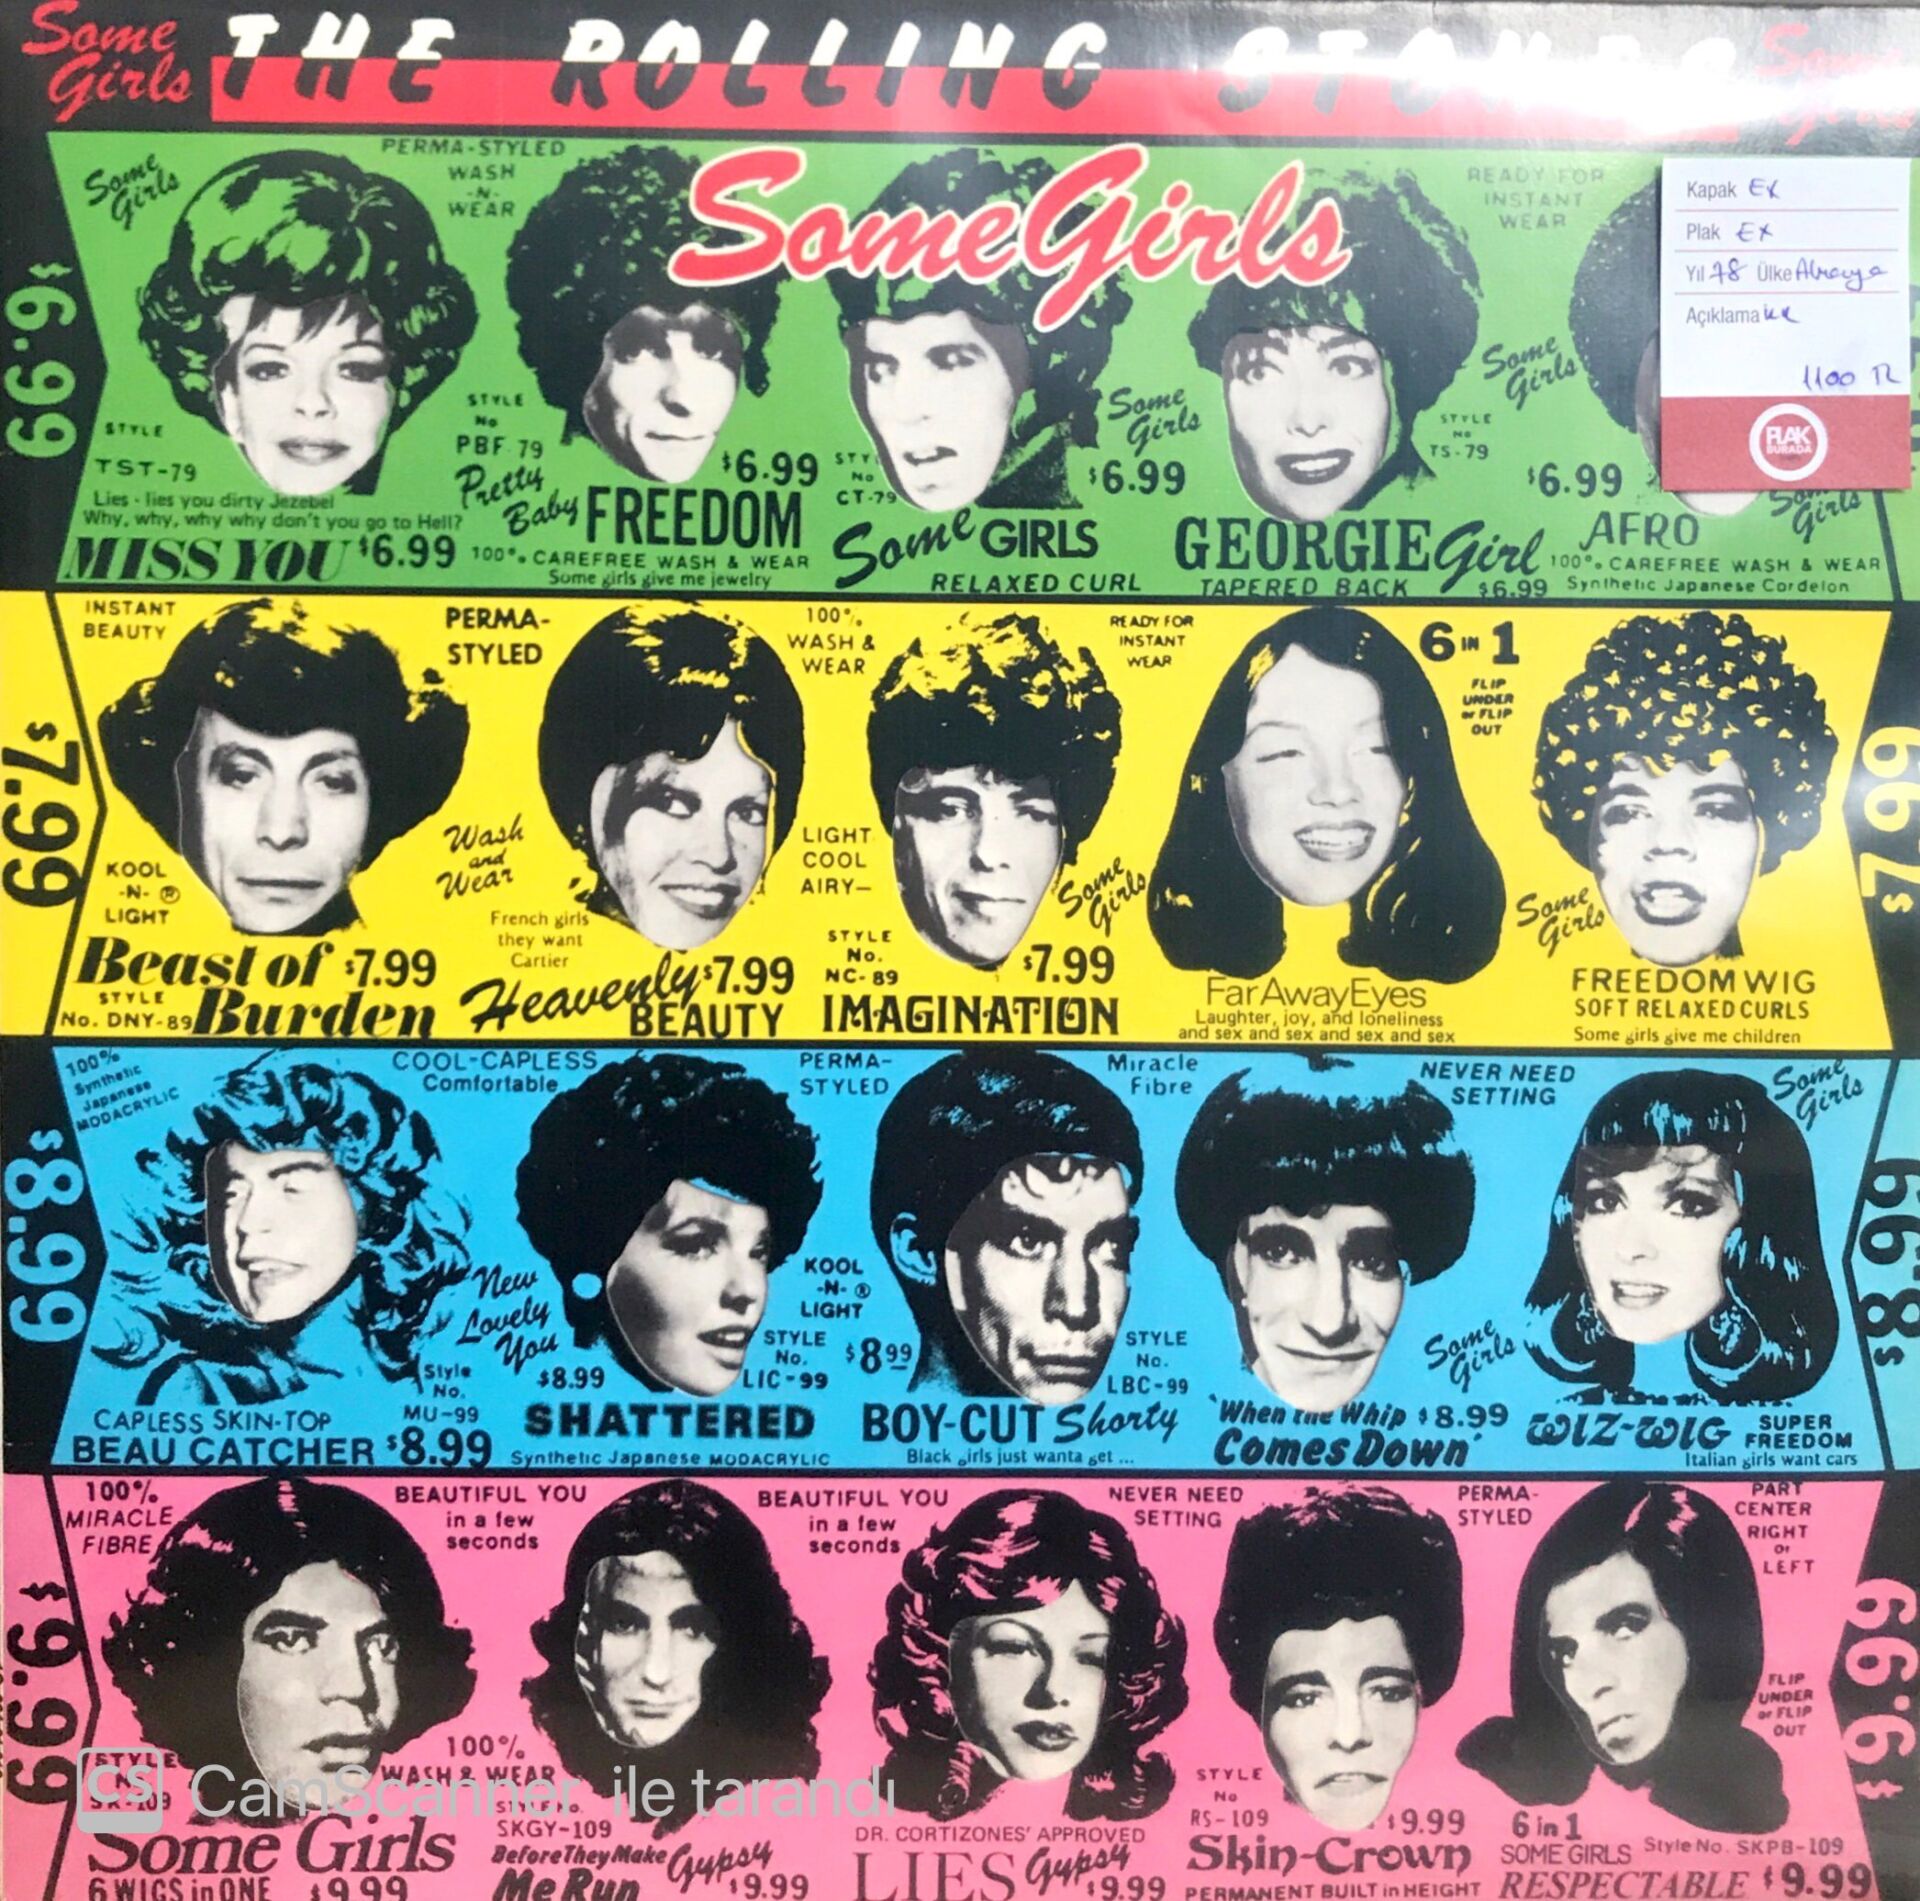 Some Girls
THE ROLLING STONES
Some Girls
$6.99
Some Girls
PERMA-STYLED
WASH
-N-
WEAR
Some Girls
READY FOR
INSTANT
WEAR
Kapak Ex
Plak Ex
Yıl 78 Ülke Almanya
Açıklama
1100 TL
PLAK
BURADA
STYLE
TST-79
Lies - lies you dirty Jezebel
Why, why, why why don't you go to Hell?
MISS YOU $6.99
STYLE
No
PBF-79
Pretty
Baby FREEDOM
$6.99
100% CAREFREE WASH & WEAR
Some girls give me jewelry
No
CT-79
Some Girls
$6.99
Some GIRLS
RELAXED CURL
STYLE
No
TS-79
GEORGIE Girl
TAPERED BACK $6.99
Some Girls
$6.99
AFRO
Some Girls
100% CAREFREE WASH & WEAR
Synthetic Japanese Cordelon
$7.99
INSTANT
BEAUTY
KOOL
-N- ®
LIGHT
Beast of $7.99
Burden
STYLE
No. DNY-89
PERMA-
STYLED
Wash
and
Wear
French girls
they want
Cartier
Heavenly $7.99
BEAUTY
100%
WASH &
WEAR
LIGHT
COOL
AIRY—
STYLE
No.
NC-89
Some Girls
$7.99
IMAGINATION
READY FOR
INSTANT
WEAR
Far Away Eyes
Laughter, joy, and loneliness
and sex and sex and sex and sex
6 IN 1
FLIP
UNDER
or FLIP
OUT
Some Girls
FREEDOM WIG
SOFT RELAXED CURLS
Some girls give me children
$7.99
$8.99
100%
Synthetic
Japanese
MODACRYLIC
Style
No.
MU-99
CAPLESS SKIN-TOP
BEAU CATCHER $8.99
COOL-CAPLESS
Comfortable
New
Lovely
You
$8.99
STYLE
No.
LIC-99
SHATTERED
Synthetic Japanese MODACRYLIC
PERMA-
STYLED
KOOL
-N- ®
LIGHT
$8.99
STYLE
No.
LBC-99
BOY-CUT Shorty
Black girls just wanta get ...
Miracle
Fibre
Some Girls
'When the Whip $8.99
Comes Down'
NEVER NEED
SETTING
Some Girls
WIZ-WIG SUPER
FREEDOM
Italian girls want cars
$8.99
$9.99
100%
MIRACLE
FIBRE
STYLE
No
SK-109
Some Girls
6 WIGS in ONE $9.99
BEAUTIFUL YOU
in a few
seconds
100%
WASH & WEAR
SKGY-109
Before They Make
Me Run
Gypsy
$9.99
BEAUTIFUL YOU
in a few
seconds
DR. CORTIZONES' APPROVED
LIES Gypsy
$9.99
NEVER NEED
SETTING
STYLE
No
RS-109
$9.99
Skin-Crown
PERMANENT BUILT in HEIGHT
PERMA-
STYLED
PART
CENTER
RIGHT
or
LEFT
FLIP
UNDER
or FLIP
OUT
6 in 1
SOME GIRLS Style No. SKPB-109
RESPECTABLE $9.99
$9.99
CS CamScanner ile tarandı